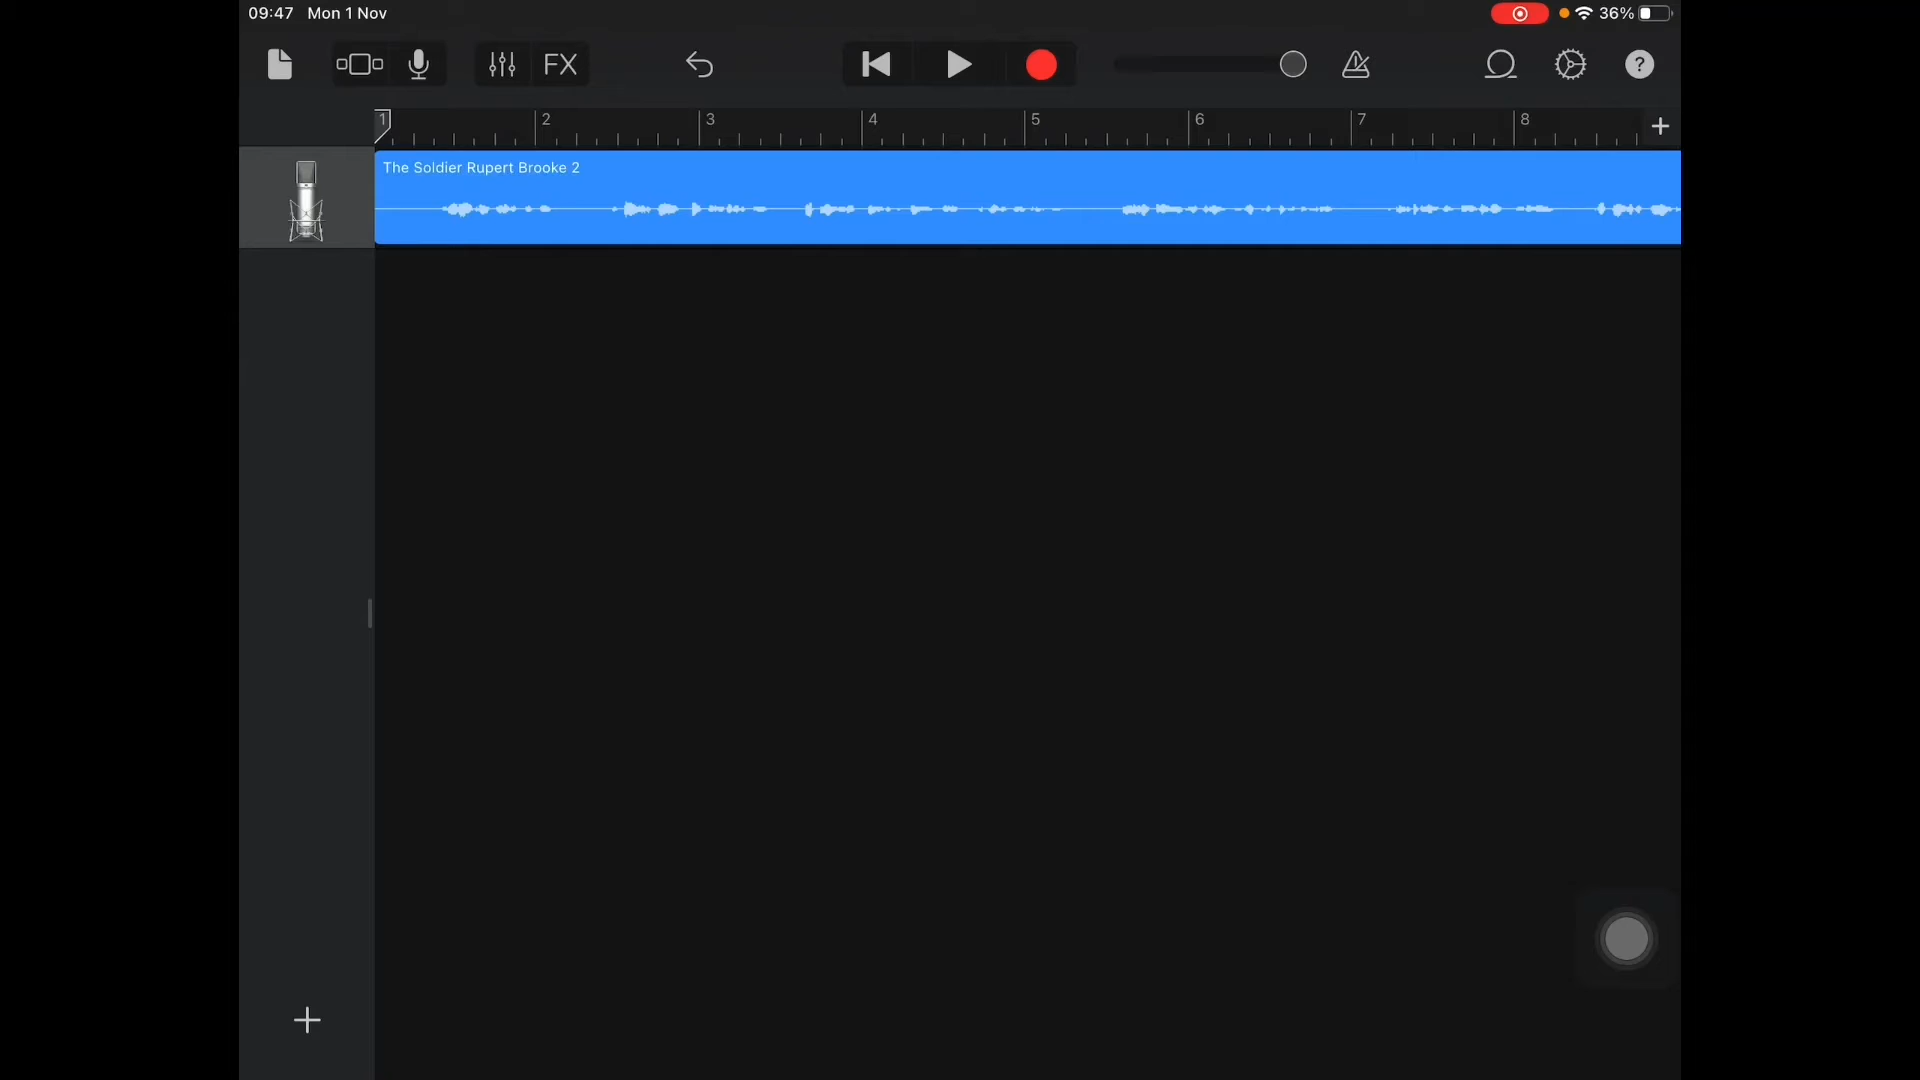 09:47 Mon 1 Nov 36%
FX ?
1 2 3 4 5 6 7 8
The Soldier Rupert Brooke 2